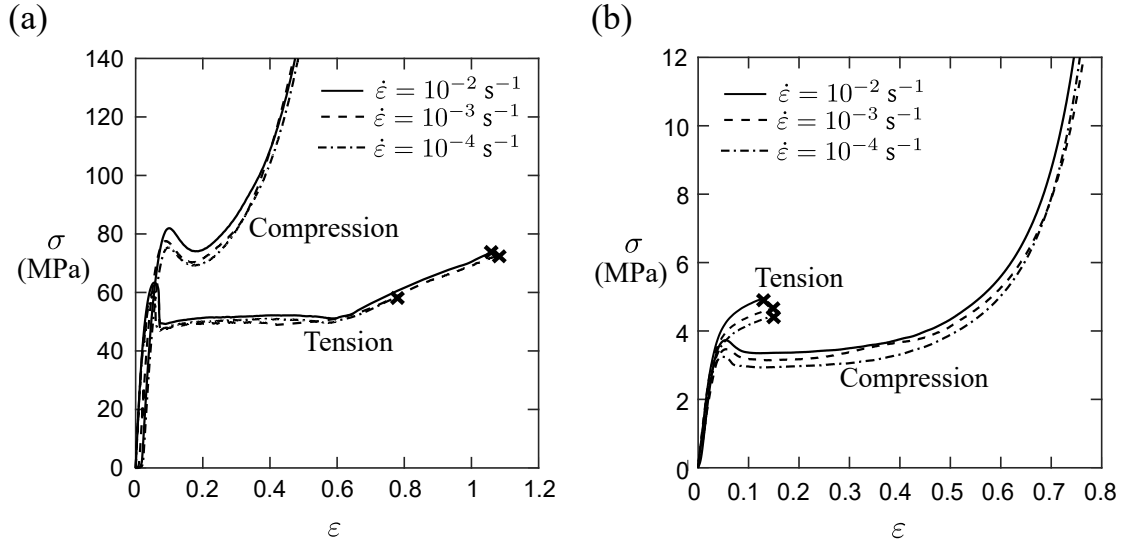 (a)
140
120
100
80
60
40
20
0
σ
(MPa)
ε̇ = 10⁻² s⁻¹
ε̇ = 10⁻³ s⁻¹
ε̇ = 10⁻⁴ s⁻¹
Compression
Tension
0 0.2 0.4 0.6 0.8 1 1.2
ε
(b)
12
10
8
6
4
2
0
σ
(MPa)
ε̇ = 10⁻² s⁻¹
ε̇ = 10⁻³ s⁻¹
ε̇ = 10⁻⁴ s⁻¹
Tension
Compression
0 0.1 0.2 0.3 0.4 0.5 0.6 0.7 0.8
ε